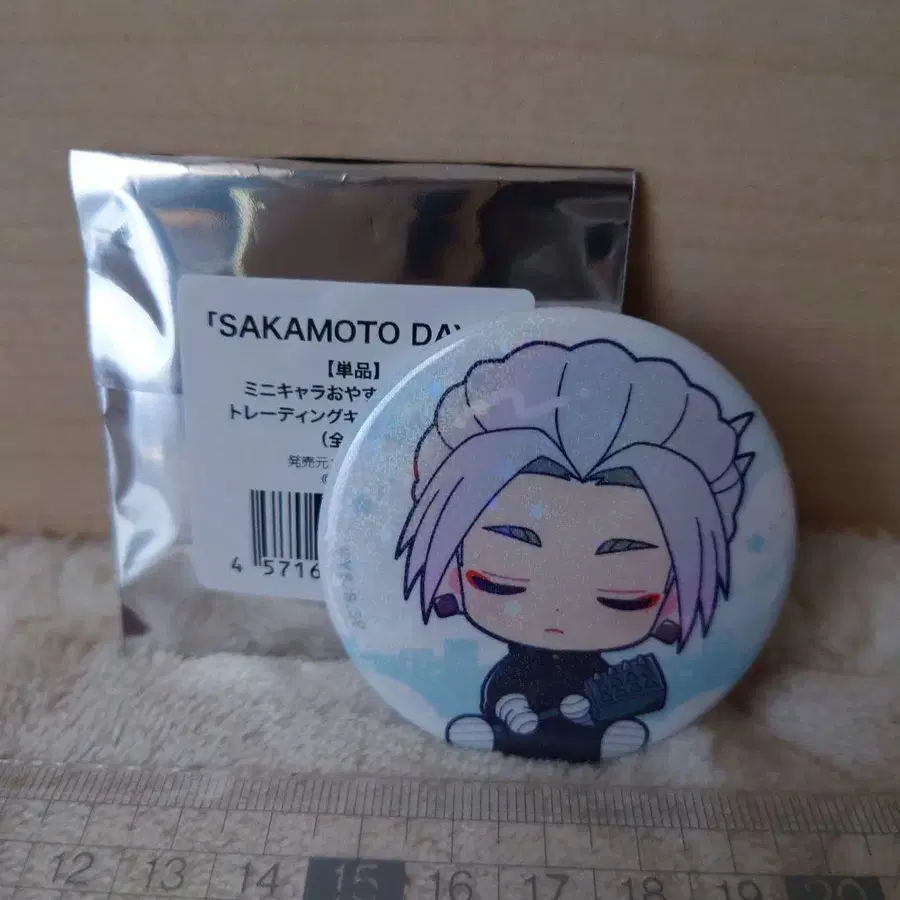 「SAKAMOTO DAY
【単品】
ミニキャラおやす
トレーディングキ
(全
発売元
©
4 5716
12 13 14 15 16 17 18 19 20